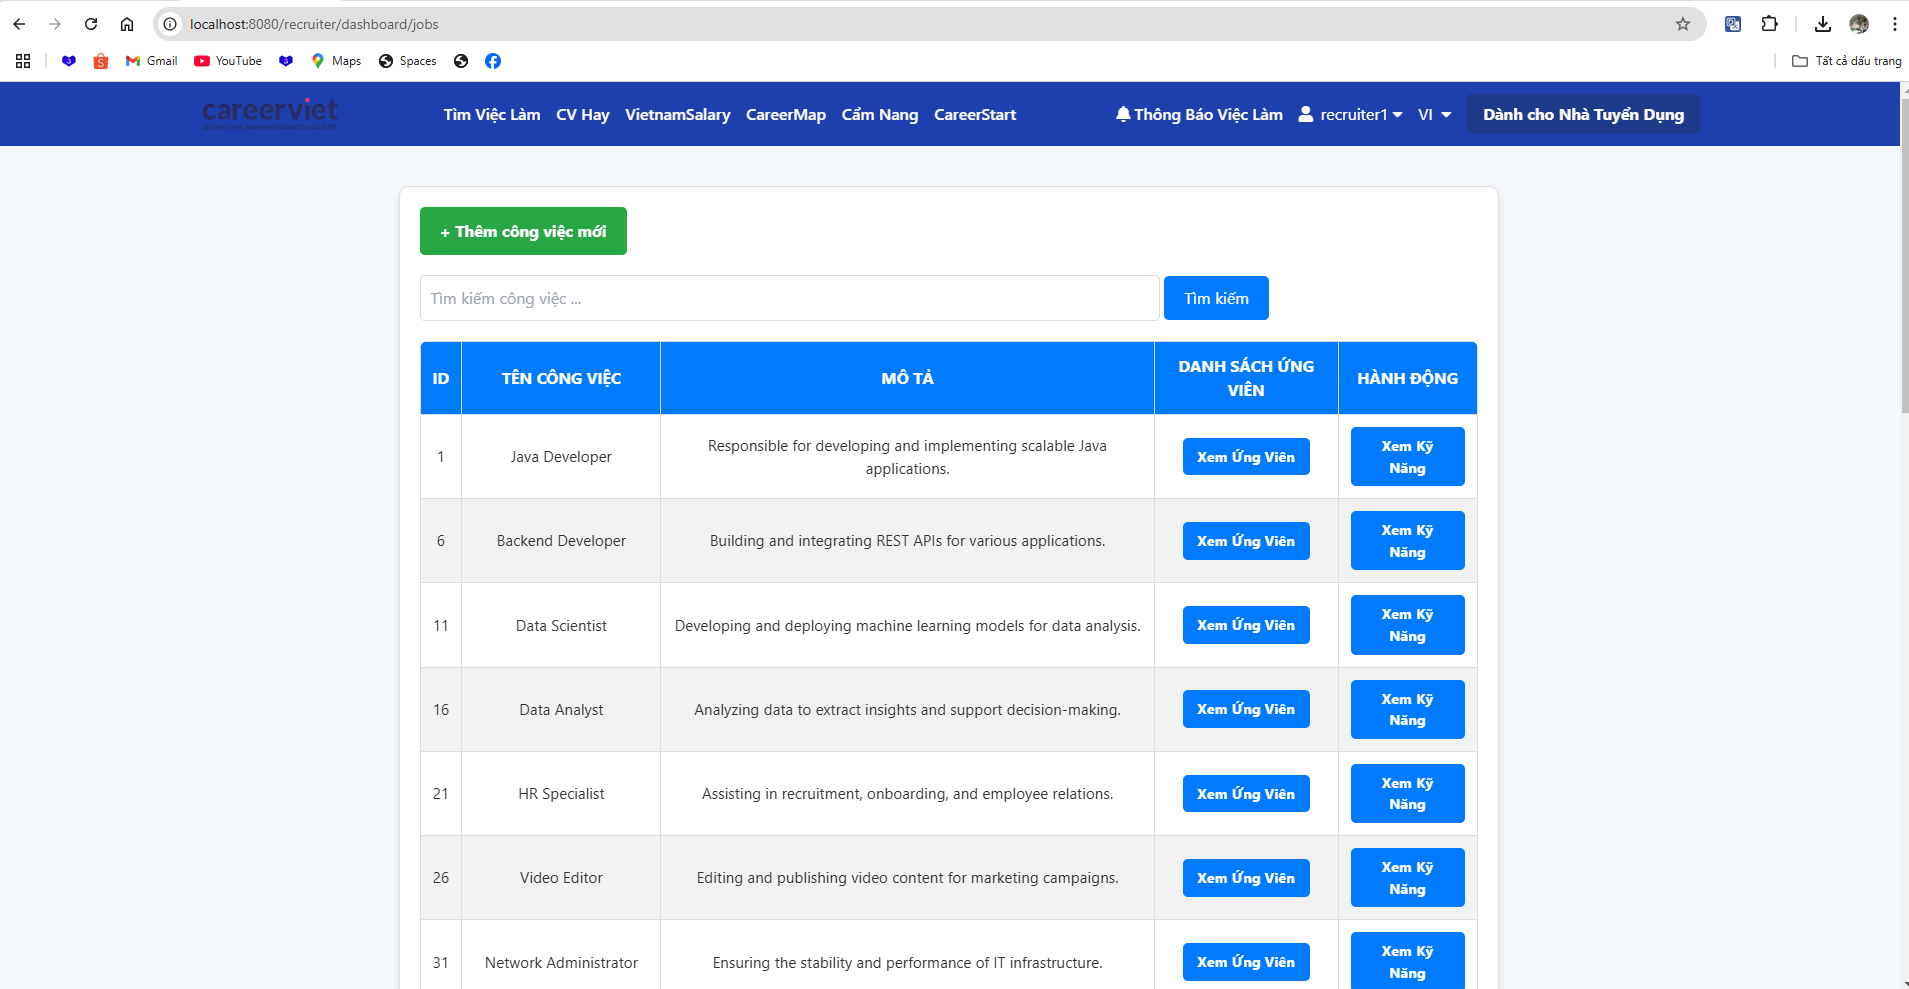 localhost:8080/recruiter/dashboard/jobs
Gmail YouTube Maps Spaces Tất cả dấu trang
careerviet Tìm Việc Làm CV Hay VietnamSalary CareerMap Cẩm Nang CareerStart Thông Báo Việc Làm recruiter1 VI Dành cho Nhà Tuyển Dụng
LEADING THE HUMAN RESOURCES INDUSTRY
+ Thêm công việc mới
Tìm kiếm công việc ... Tìm kiếm
ID TÊN CÔNG VIỆC MÔ TẢ DANH SÁCH ỨNG VIÊN HÀNH ĐỘNG
1 Java Developer Responsible for developing and implementing scalable Java applications. Xem Ứng Viên Xem Kỹ Năng
6 Backend Developer Building and integrating REST APIs for various applications. Xem Ứng Viên Xem Kỹ Năng
11 Data Scientist Developing and deploying machine learning models for data analysis. Xem Ứng Viên Xem Kỹ Năng
16 Data Analyst Analyzing data to extract insights and support decision-making. Xem Ứng Viên Xem Kỹ Năng
21 HR Specialist Assisting in recruitment, onboarding, and employee relations. Xem Ứng Viên Xem Kỹ Năng
26 Video Editor Editing and publishing video content for marketing campaigns. Xem Ứng Viên Xem Kỹ Năng
31 Network Administrator Ensuring the stability and performance of IT infrastructure. Xem Ứng Viên Xem Kỹ Năng